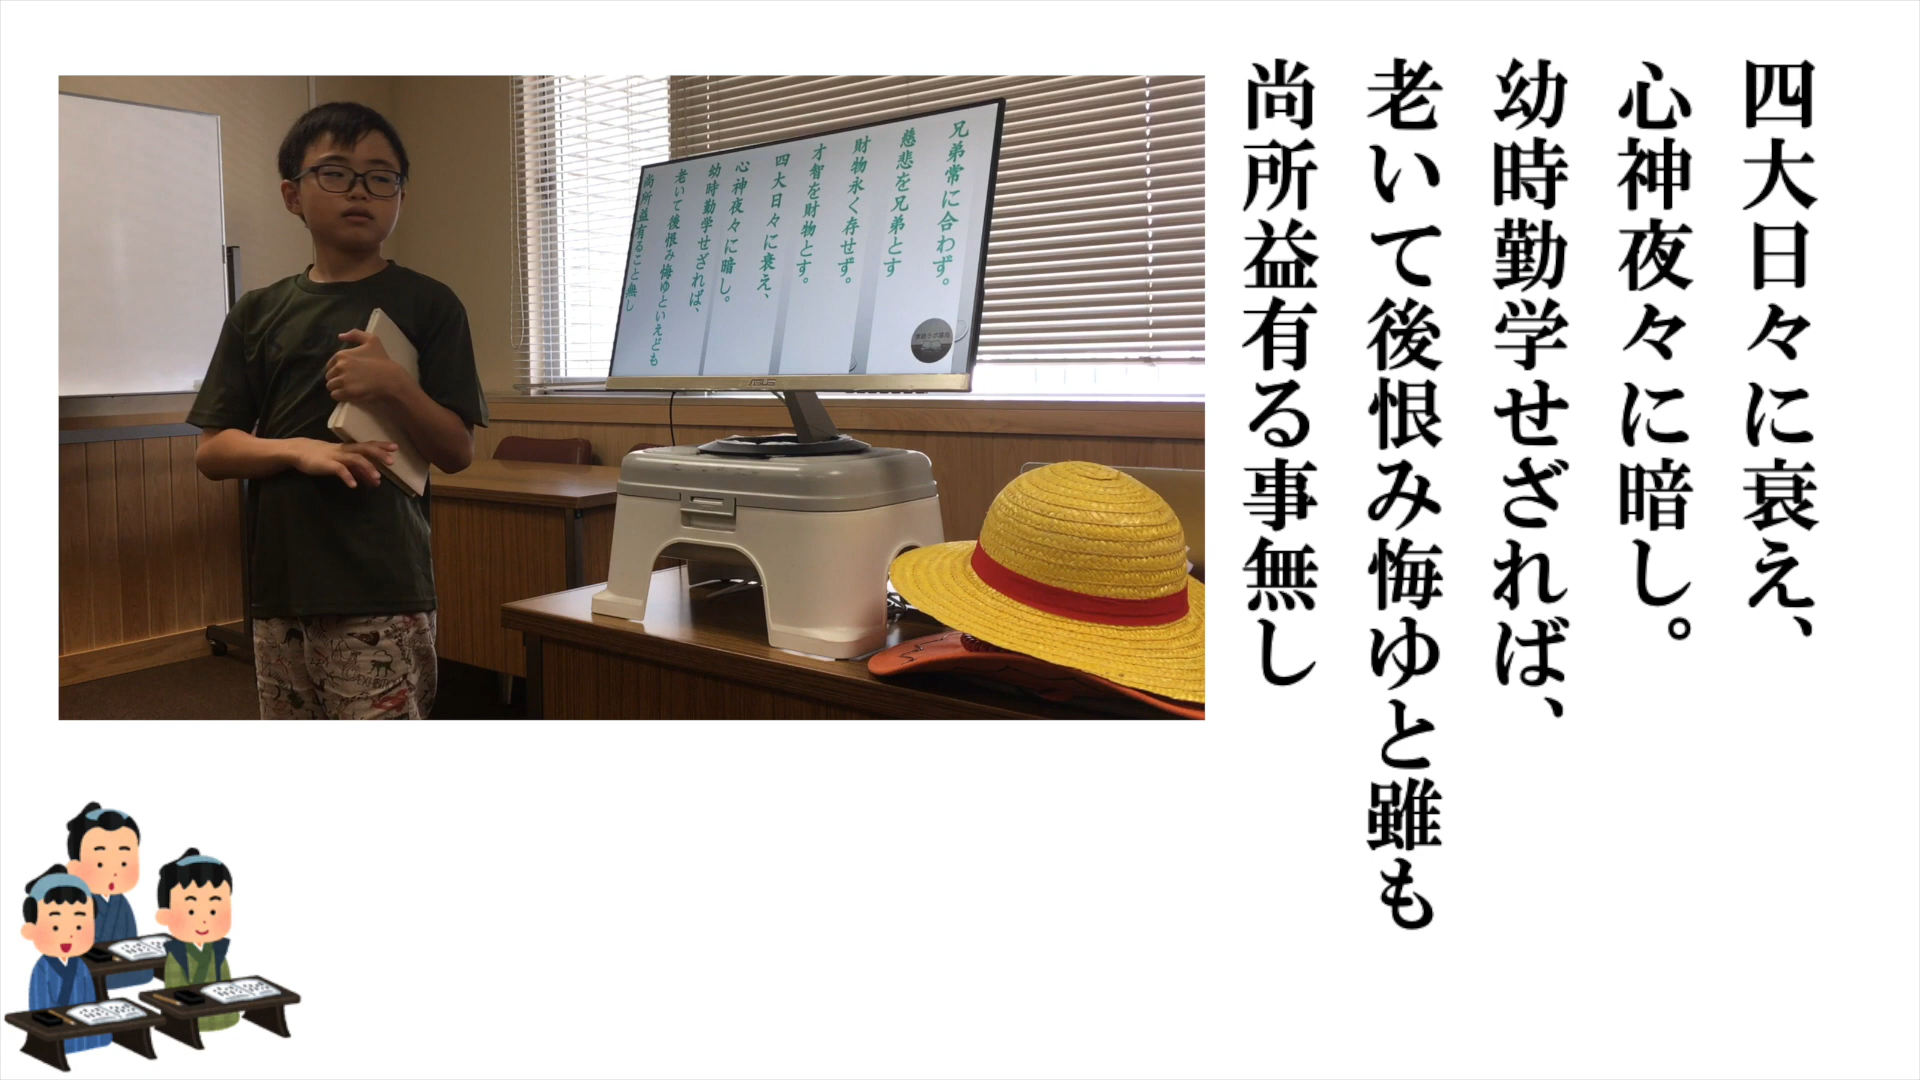 四大日々に衰え、
心神夜々に暗し。
幼時勤学せざれば、
老いて後恨み悔ゆと雖も
尚所益有る事無し
兄弟常に合わず。
慈悲を兄弟とす
財物永く存せず。
才智を財物とす。
四大日々に衰え、
心神夜々に暗し。
幼時勤学せざれば、
老いて後恨み悔ゆといえども
尚所益有ること無し
ASUS